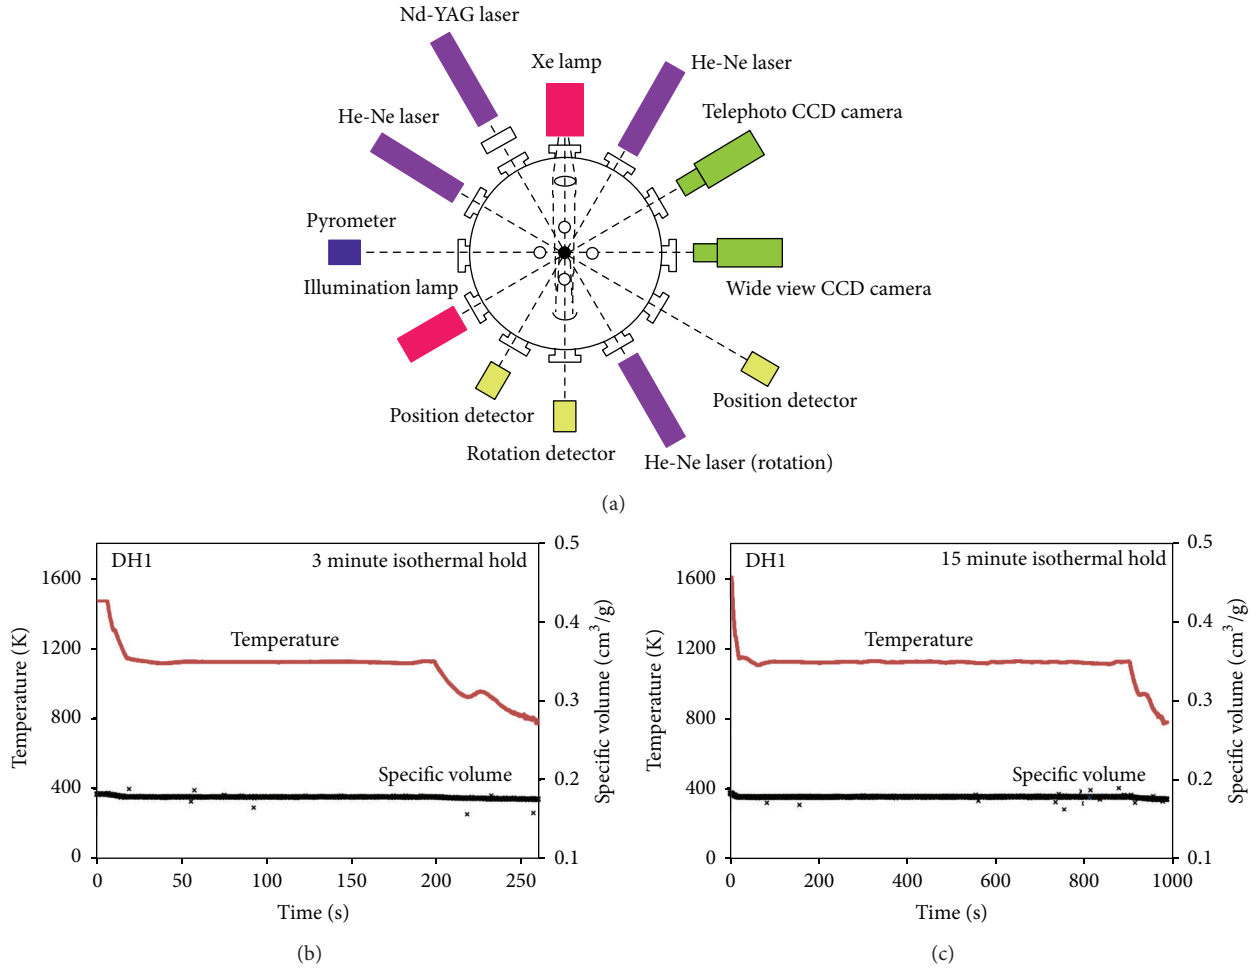 Nd-YAG laser
Xe lamp
He-Ne laser
Telephoto CCD camera
He-Ne laser
Pyrometer
Illumination lamp
Wide view CCD camera
Position detector
Position detector
Rotation detector
He-Ne laser (rotation)
(a)
DH1
3 minute isothermal hold
Temperature
Specific volume
Temperature (K)
1600
1200
800
400
0
Specific volume (cm³/g)
0.5
0.4
0.3
0.2
0.1
0 50 100 150 200 250
Time (s)
(b)
DH1
15 minute isothermal hold
Temperature
Specific volume
Temperature (K)
1600
1200
800
400
0
Specific volume (cm³/g)
0.5
0.4
0.3
0.2
0.1
0 200 400 600 800 1000
Time (s)
(c)